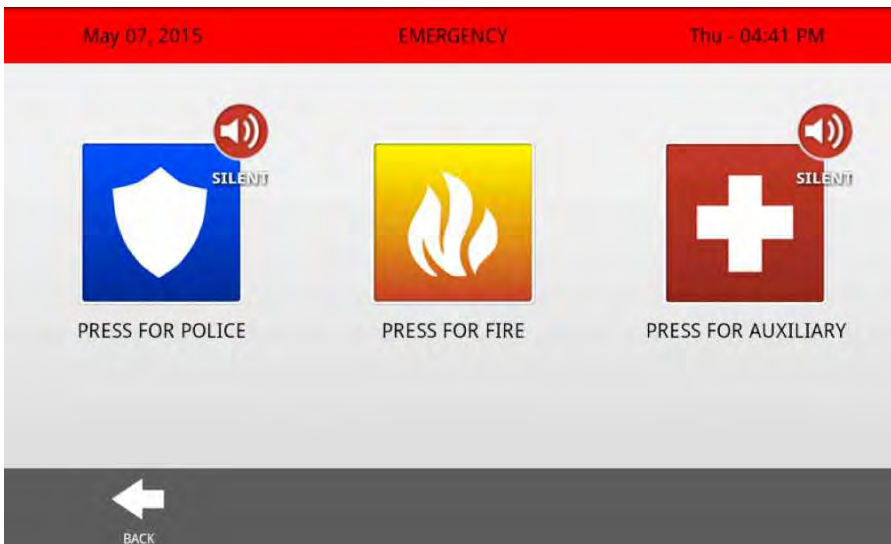 May 07, 2015 EMERGENCY Thu - 04:41 PM
SILENT SILENT
PRESS FOR POLICE PRESS FOR FIRE PRESS FOR AUXILIARY
BACK